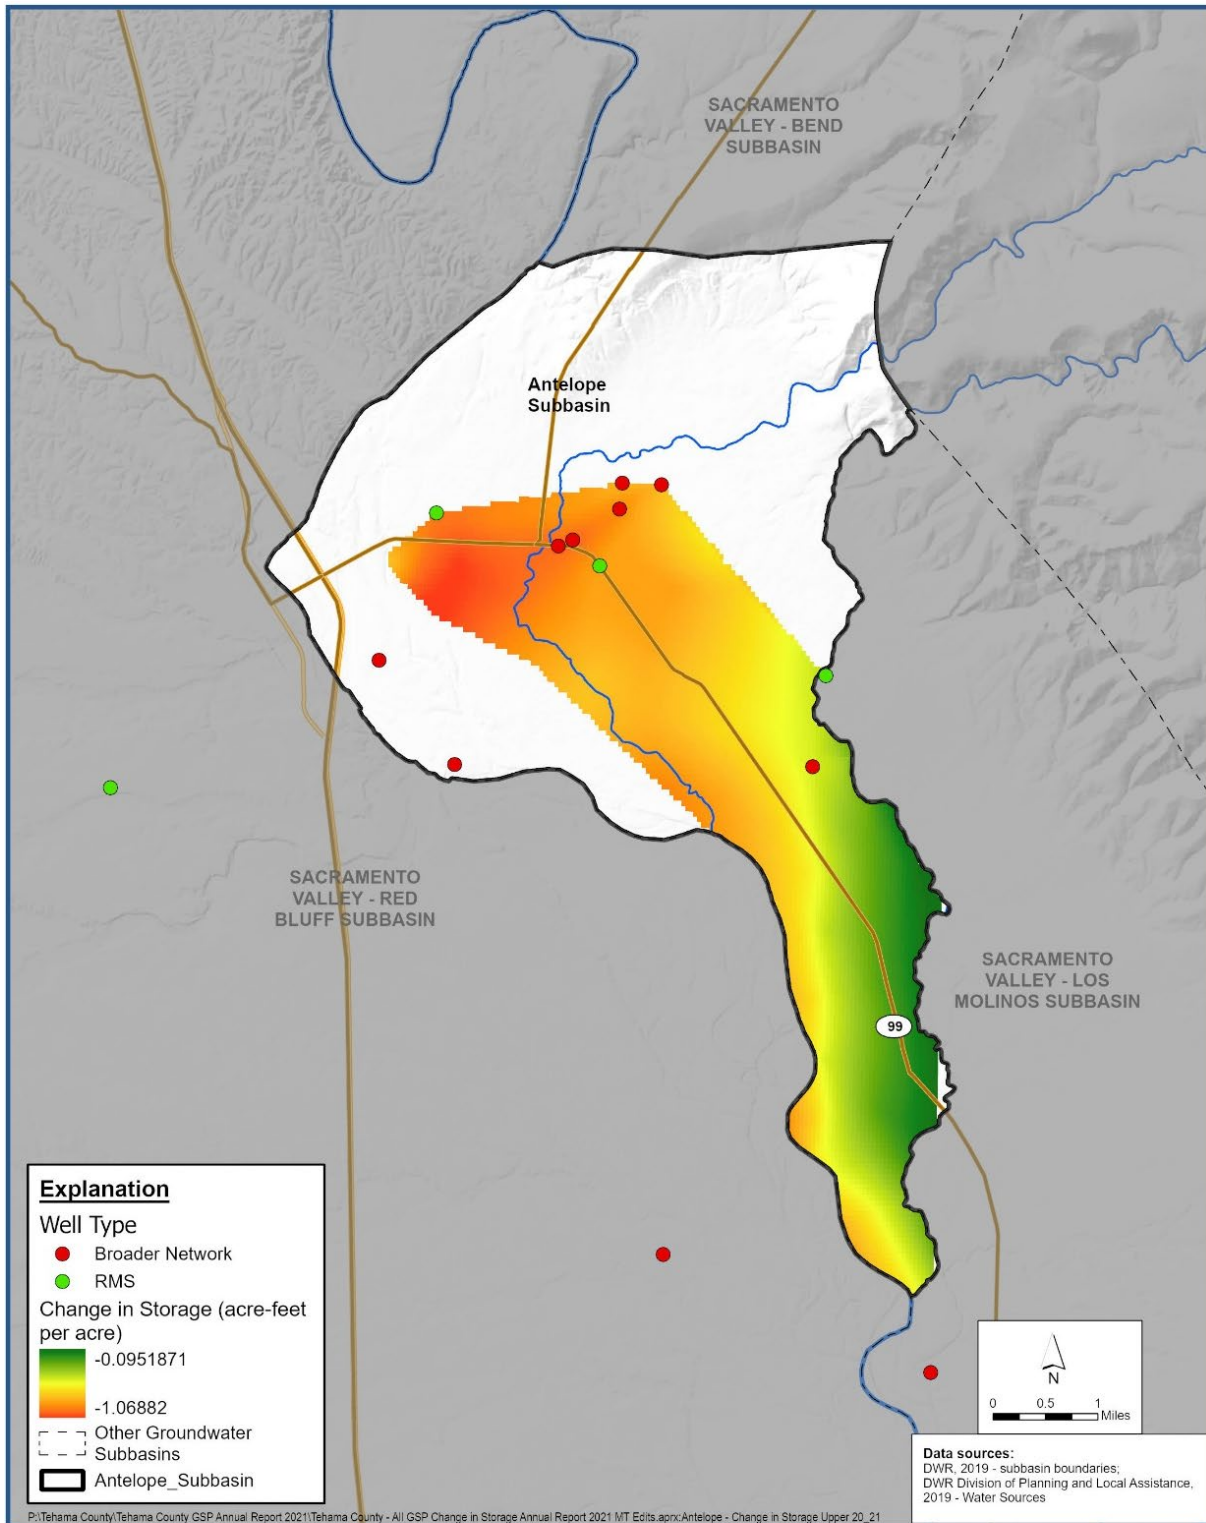 SACRAMENTO
VALLEY - BEND
SUBBASIN
Antelope
Subbasin
SACRAMENTO
VALLEY - RED
BLUFF SUBBASIN
SACRAMENTO
VALLEY - LOS
MOLINOS SUBBASIN
99
Explanation
Well Type
Broader Network
RMS
Change in Storage (acre-feet
per acre)
-0.0951871
-1.06882
Other Groundwater
Subbasins
Antelope_Subbasin
N
0 0.5 1
Miles
Data sources:
DWR, 2019 - subbasin boundaries;
DWR Division of Planning and Local Assistance,
2019 - Water Sources
P:\Tehama County\Tehama County GSP Annual Report 2021\Tehama County - All GSP Change in Storage Annual Report 2021 MT Edits.aprx:Antelope - Change in Storage Upper 20_21